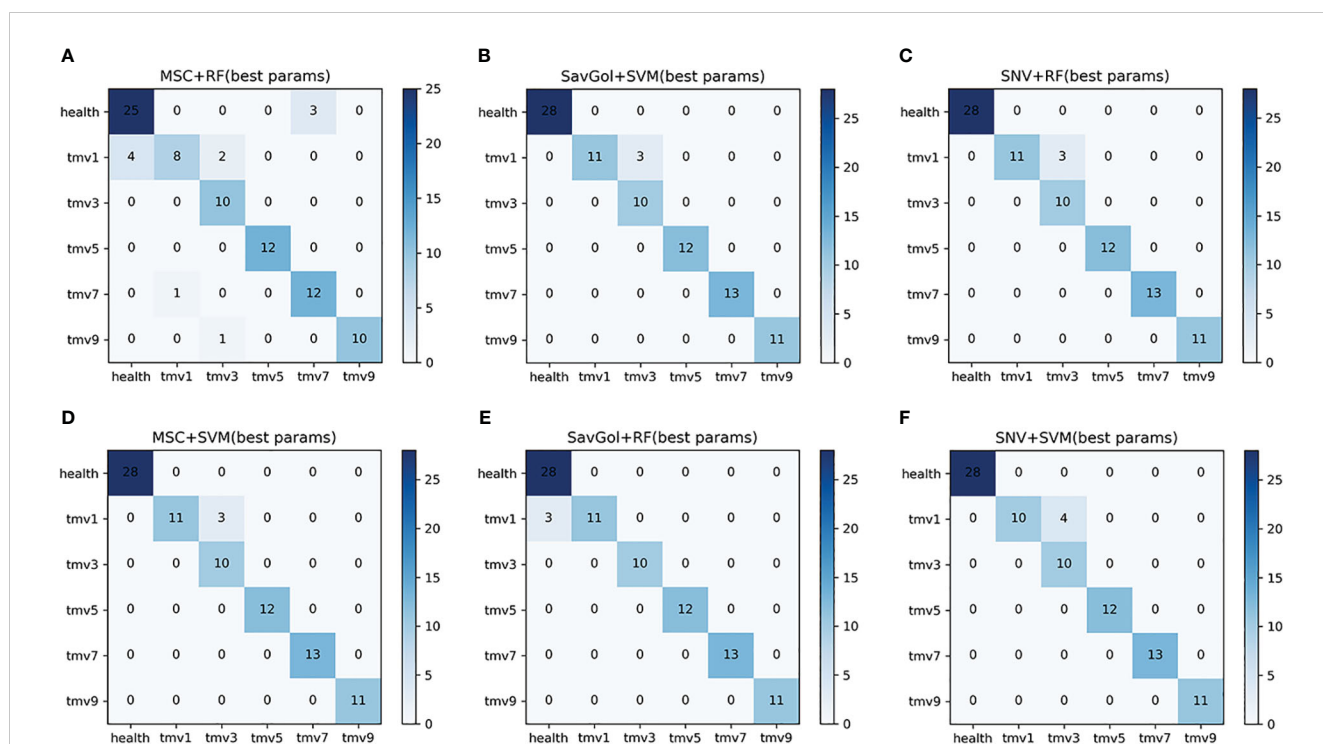 A
MSC+RF(best params)
health 25 0 0 0 3 0
tmv1 4 8 2 0 0 0
tmv3 0 0 10 0 0 0
tmv5 0 0 0 12 0 0
tmv7 0 1 0 0 12 0
tmv9 0 0 1 0 0 10
health tmv1 tmv3 tmv5 tmv7 tmv9
25
20
15
10
5
0
B
SavGol+SVM(best params)
health 28 0 0 0 0 0
tmv1 0 11 3 0 0 0
tmv3 0 0 10 0 0 0
tmv5 0 0 0 12 0 0
tmv7 0 0 0 0 13 0
tmv9 0 0 0 0 0 11
health tmv1 tmv3 tmv5 tmv7 tmv9
25
20
15
10
5
0
C
SNV+RF(best params)
health 28 0 0 0 0 0
tmv1 0 11 3 0 0 0
tmv3 0 0 10 0 0 0
tmv5 0 0 0 12 0 0
tmv7 0 0 0 0 13 0
tmv9 0 0 0 0 0 11
health tmv1 tmv3 tmv5 tmv7 tmv9
25
20
15
10
5
0
D
MSC+SVM(best params)
health 28 0 0 0 0 0
tmv1 0 11 3 0 0 0
tmv3 0 0 10 0 0 0
tmv5 0 0 0 12 0 0
tmv7 0 0 0 0 13 0
tmv9 0 0 0 0 0 11
health tmv1 tmv3 tmv5 tmv7 tmv9
25
20
15
10
5
0
E
SavGol+RF(best params)
health 28 0 0 0 0 0
tmv1 3 11 0 0 0 0
tmv3 0 0 10 0 0 0
tmv5 0 0 0 12 0 0
tmv7 0 0 0 0 13 0
tmv9 0 0 0 0 0 11
health tmv1 tmv3 tmv5 tmv7 tmv9
25
20
15
10
5
0
F
SNV+SVM(best params)
health 28 0 0 0 0 0
tmv1 0 10 4 0 0 0
tmv3 0 0 10 0 0 0
tmv5 0 0 0 12 0 0
tmv7 0 0 0 0 13 0
tmv9 0 0 0 0 0 11
health tmv1 tmv3 tmv5 tmv7 tmv9
25
20
15
10
5
0